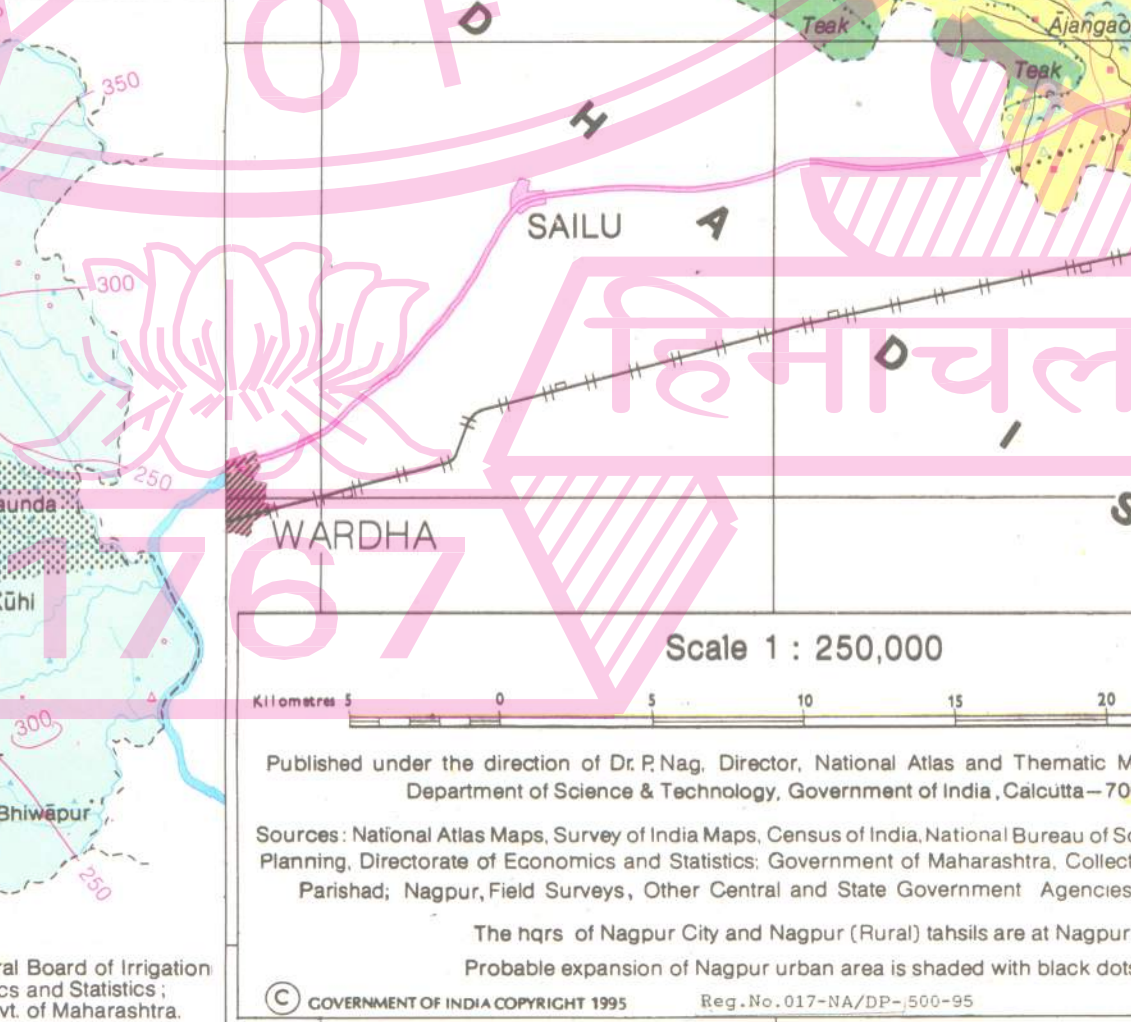 O F
D
Teak
Ājangao
Teak
H
350
SAILU
A
300
हिमाचल
D
I
250
S
aunda
WARDHA
1767
Kūhi
Scale 1 : 250,000
Kilometres 5 0 5 10 15 20
300
Published under the direction of Dr. P. Nag, Director, National Atlas and Thematic M
Department of Science & Technology, Government of India, Calcutta–70
Bhiwāpur
Sources: National Atlas Maps, Survey of India Maps, Census of India, National Bureau of So
Planning, Directorate of Economics and Statistics; Government of Maharashtra, Collect
Parishad; Nagpur, Field Surveys, Other Central and State Government Agencies
250
The hqrs of Nagpur City and Nagpur (Rural) tahsils are at Nagpur
Probable expansion of Nagpur urban area is shaded with black dots
ral Board of Irrigation
cs and Statistics ;
vt. of Maharashtra.
© GOVERNMENT OF INDIA COPYRIGHT 1995 Reg.No.017-NA/DP-500-95